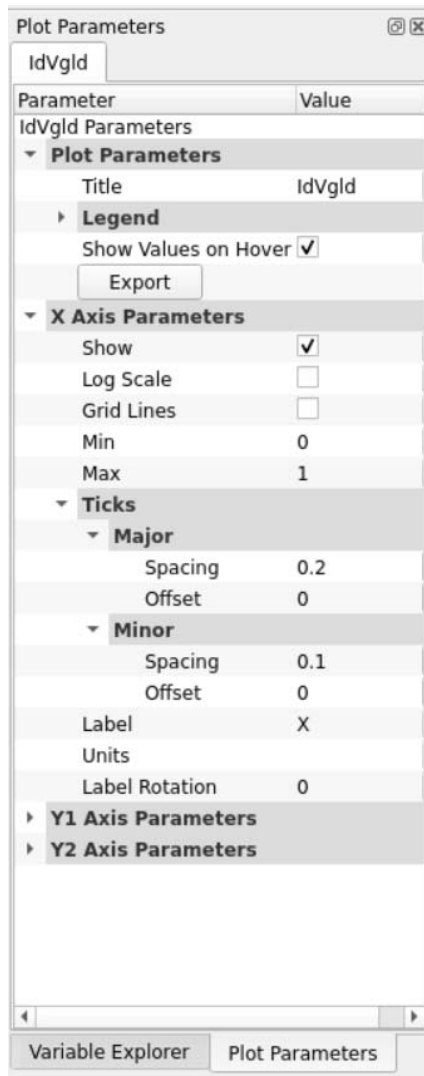 Plot Parameters
IdVgld
Parameter Value
IdVgld Parameters
Plot Parameters
Title IdVgld
Legend
Show Values on Hover
Export
X Axis Parameters
Show
Log Scale
Grid Lines
Min 0
Max 1
Ticks
Major
Spacing 0.2
Offset 0
Minor
Spacing 0.1
Offset 0
Label X
Units
Label Rotation 0
Y1 Axis Parameters
Y2 Axis Parameters
Variable Explorer Plot Parameters